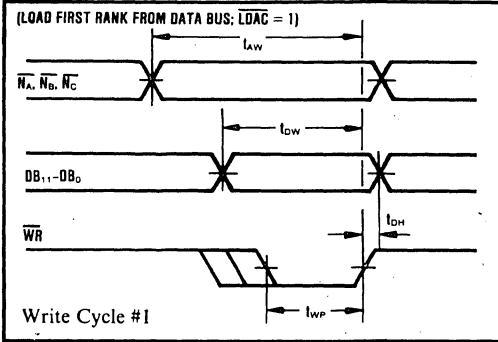 (LOAD FIRST RANK FROM DATA BUS; LDAC = 1)
tAW
NA, NB, NC
tDW
DB11-DB0
tDH
WR
tWP
Write Cycle #1